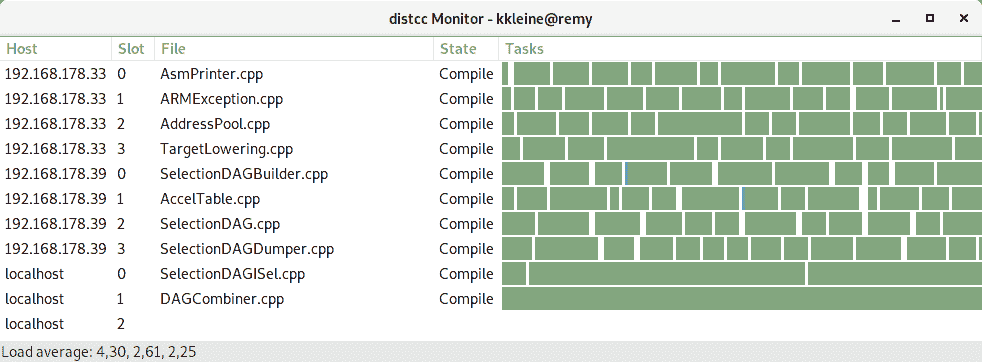 distcc Monitor - kkleine@remy
Host Slot File State Tasks
192.168.178.33 0 AsmPrinter.cpp Compile
192.168.178.33 1 ARMException.cpp Compile
192.168.178.33 2 AddressPool.cpp Compile
192.168.178.33 3 TargetLowering.cpp Compile
192.168.178.39 0 SelectionDAGBuilder.cpp Compile
192.168.178.39 1 AccelTable.cpp Compile
192.168.178.39 2 SelectionDAG.cpp Compile
192.168.178.39 3 SelectionDAGDumper.cpp Compile
localhost 0 SelectionDAGISel.cpp Compile
localhost 1 DAGCombiner.cpp Compile
localhost 2
Load average: 4,30, 2,61, 2,25